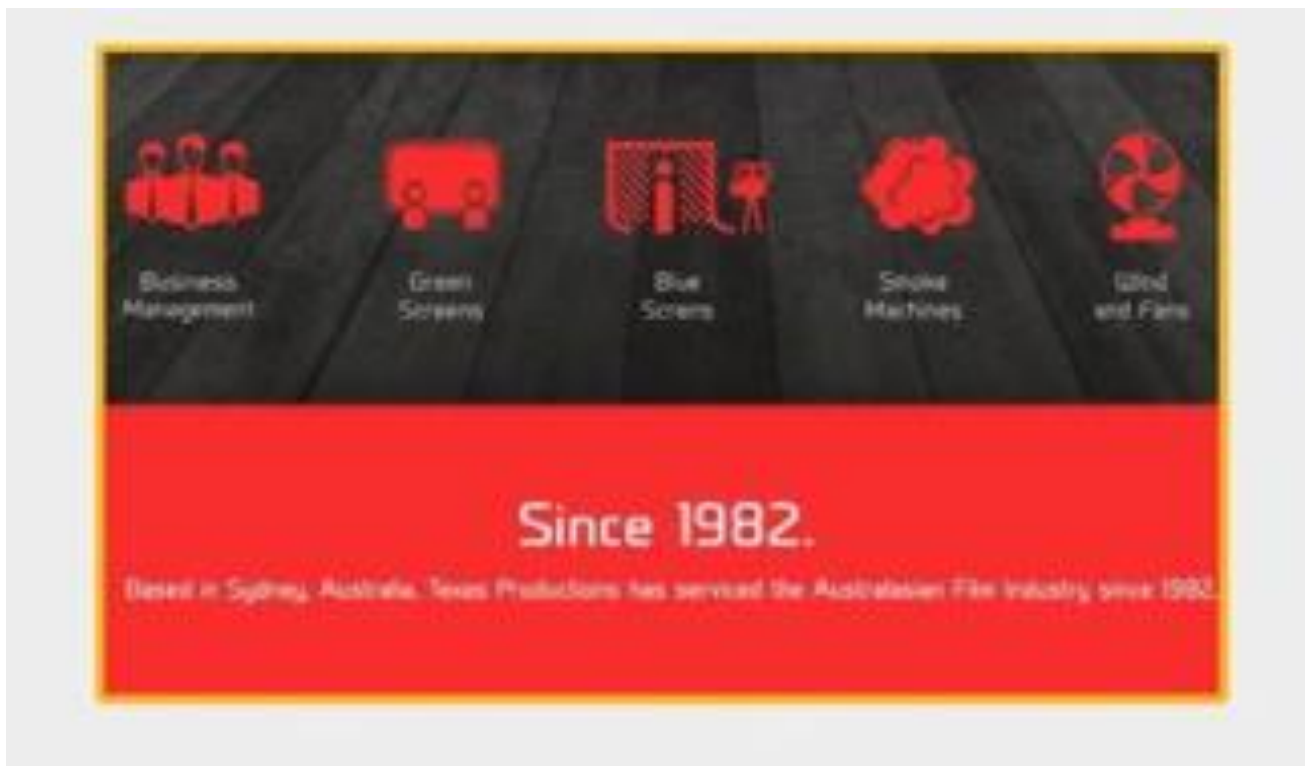 Business
Management
Green
Screens
Blue
Screns
Smoke
Machines
Wind
and Fans
Since 1982.
Based in Sydney, Australia, Texas Productions has serviced the Australasian Film Industry since 1982.